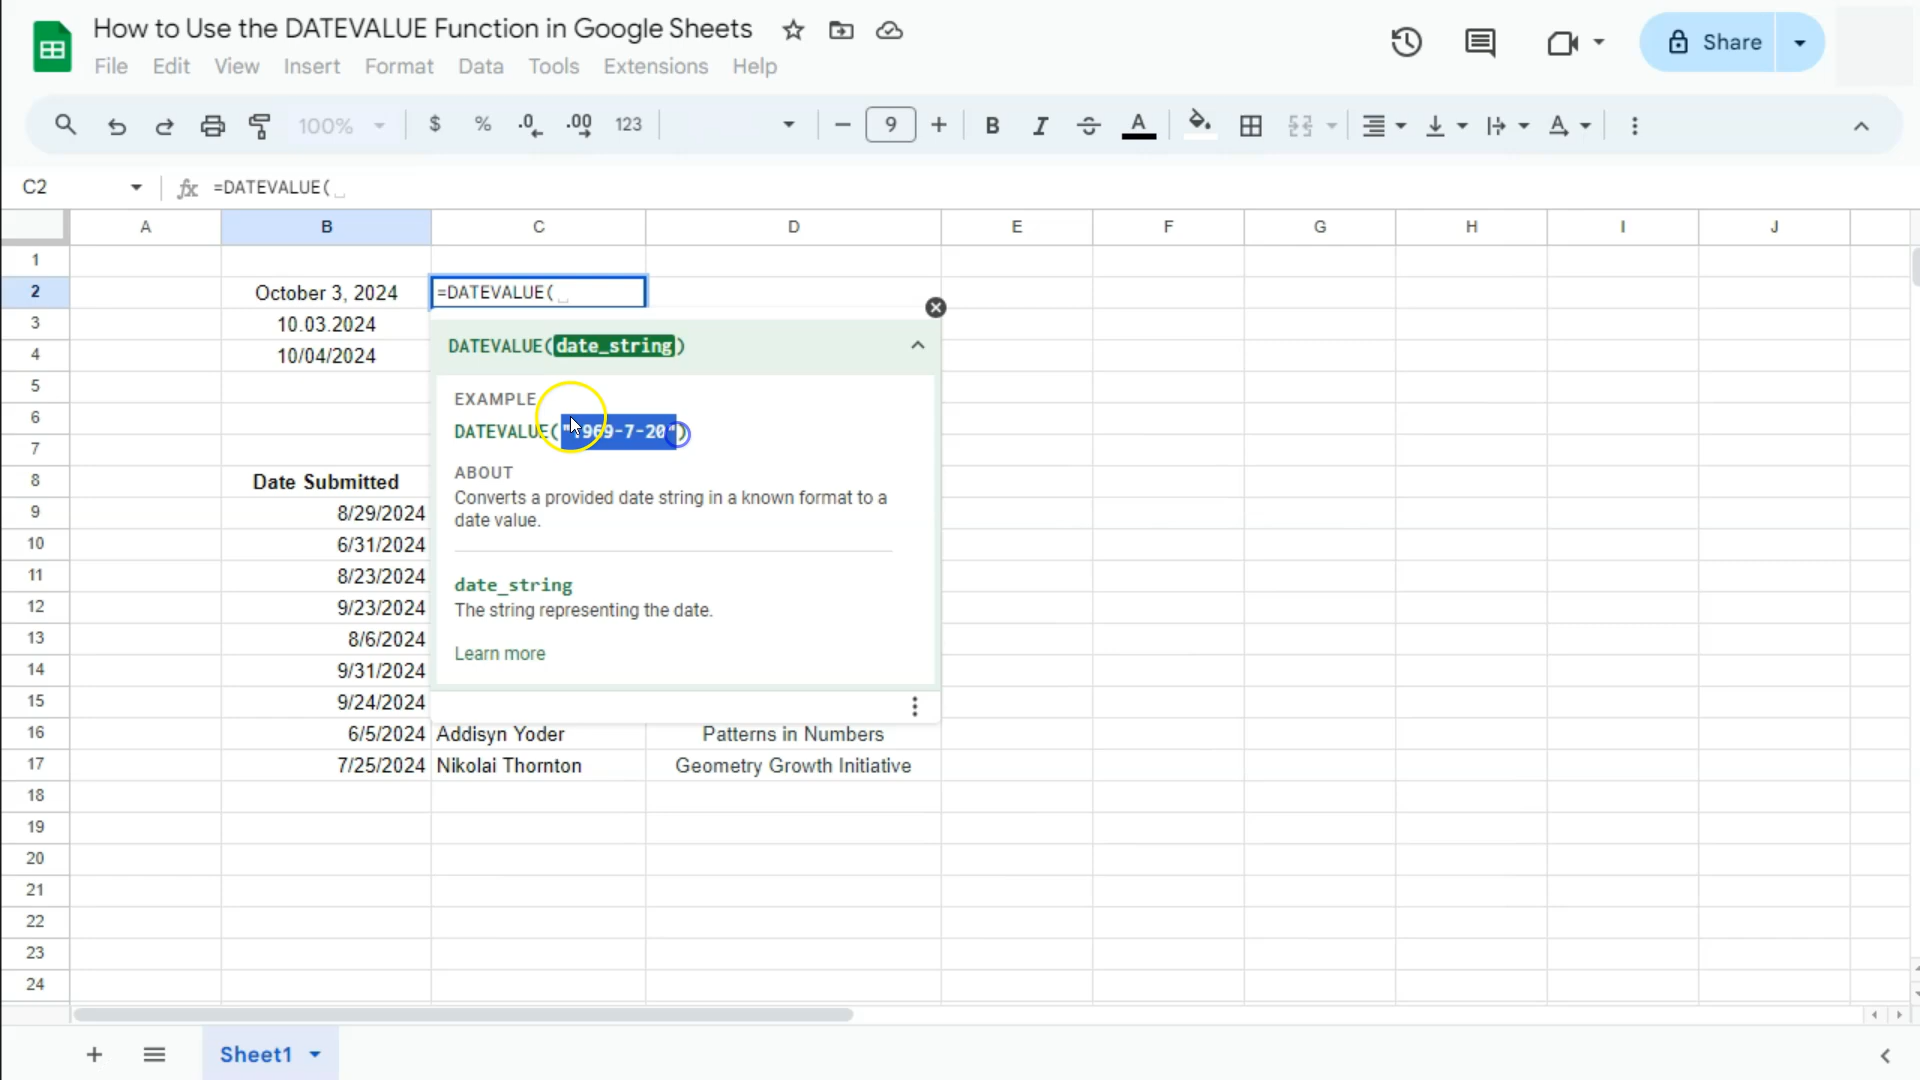 How to Use the DATEVALUE Function in Google Sheets
File Edit View Insert Format Data Tools Extensions Help
Share
100% $ % .0 .00 123 9 B I A
C2 fx =DATEVALUE(
A B C D E F G H I J
1
2 October 3, 2024 =DATEVALUE(
3 10.03.2024
4 10/04/2024
5
6
7
8 Date Submitted
9 8/29/2024
10 6/31/2024
11 8/23/2024
12 9/23/2024
13 8/6/2024
14 9/31/2024
15 9/24/2024
16 6/5/2024 Addisyn Yoder Patterns in Numbers
17 7/25/2024 Nikolai Thornton Geometry Growth Initiative
18
19
20
21
22
23
24
DATEVALUE(date_string)
EXAMPLE
DATEVALUE("1969-7-20")
ABOUT
Converts a provided date string in a known format to a
date value.
date_string
The string representing the date.
Learn more
Sheet1